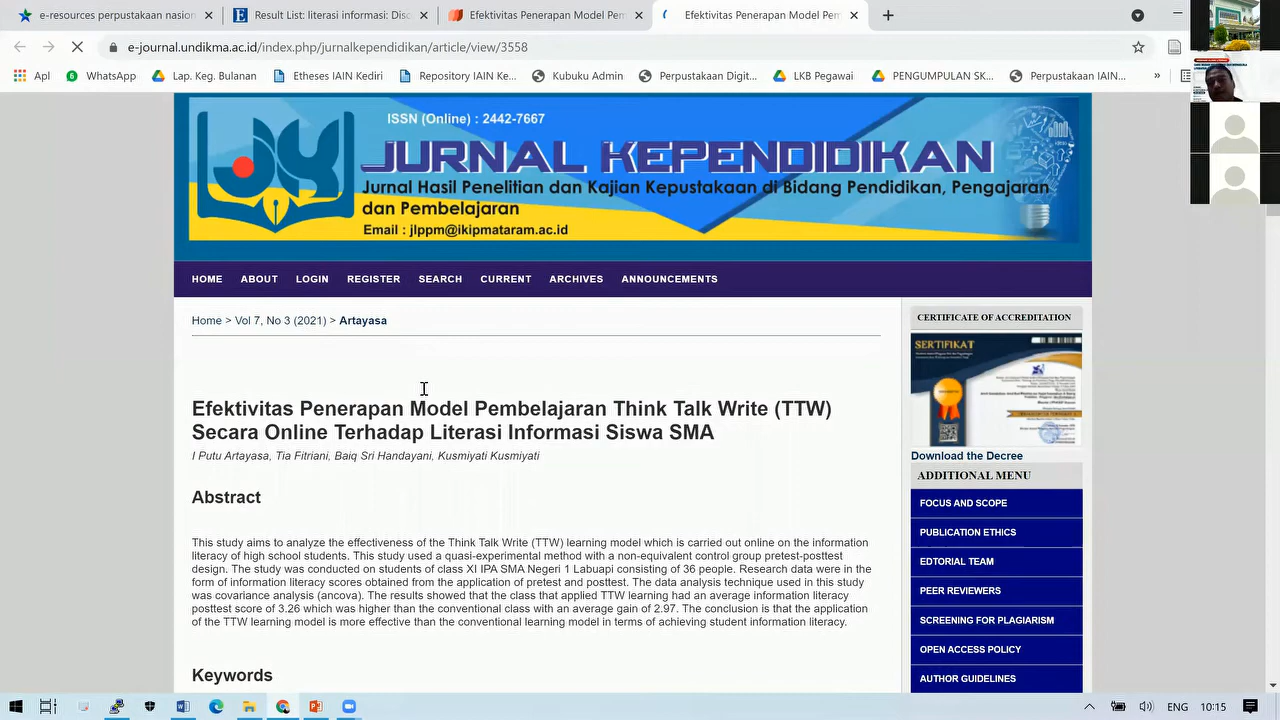 e-resources.perpusnas.go.id: Disc
Resources List: Disc
Efektivitas Penerapan Model Pem
Efektivitas Penerapan Model Pem
e-journal.undikma.ac.id/index.php/jurnalkependidikan/article/view/3558
Apl
WhatsApp
Lap. Keg. Bulanan
Etheses IAIN Kediri
Repository IAIN Ke...
Jubuku Admin
Perpustakaan Digit...
LKH Pegawai
PENGUMPULAN SK...
Perpustakaan IAIN...
»
ISSN (Online) : 2442-7667
JURNAL KEPENDIDIKAN
Jurnal Hasil Penelitian dan Kajian Kepustakaan di Bidang Pendidikan, Pengajaran
dan Pembelajaran
Email : jlppm@ikipmataram.ac.id
HOME ABOUT LOGIN REGISTER SEARCH CURRENT ARCHIVES ANNOUNCEMENTS
Home > Vol 7, No 3 (2021) > Artayasa
Efektivitas Penerapan Model Pembelajaran Think Talk Write (TTW)
Secara Online Terhadap Literasi Informasi Siswa SMA
I Putu Artayasa, Tia Fitriani, Baiq Sri Handayani, Kusmiyati Kusmiyati
Abstract
This study aims to analyze the effectiveness of the Think Talk Write (TTW) learning model which is carried out online on the information
literacy of high school students. This study used a quasi-experimental method with a non-equivalent control group pretest-posttest
design. The study was conducted on students of class XI IPA SMA Negeri 1 Labuapi consisting of 36 people. Research data were in the
form of information literacy scores obtained from the application of pretest and posttest. The data analysis technique used in this study
was covariance analysis (ancova). The results showed that the class that applied TTW learning had an average information literacy
posttest score of 3.26 which was higher than the conventional class with an average gain of 2.97. The conclusion is that the application
of the TTW learning model is more effective than the conventional learning model in terms of achieving student information literacy.
Keywords
CERTIFICATE OF ACCREDITATION
SERTIFIKAT
Download the Decree
ADDITIONAL MENU
FOCUS AND SCOPE
PUBLICATION ETHICS
EDTORIAL TEAM
PEER REVIEWERS
SCREENING FOR PLAGIARISM
OPEN ACCESS POLICY
AUTHOR GUIDELINES
ENG
10:15